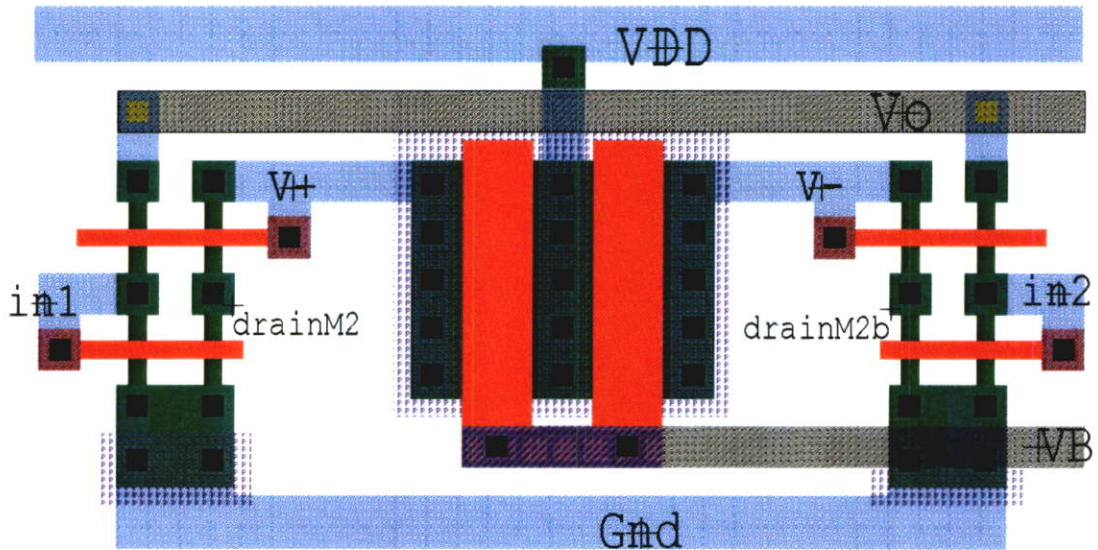 VDD
Vo
V+
V-
in1
drainM2
drainM2b
in2
VB
Gnd